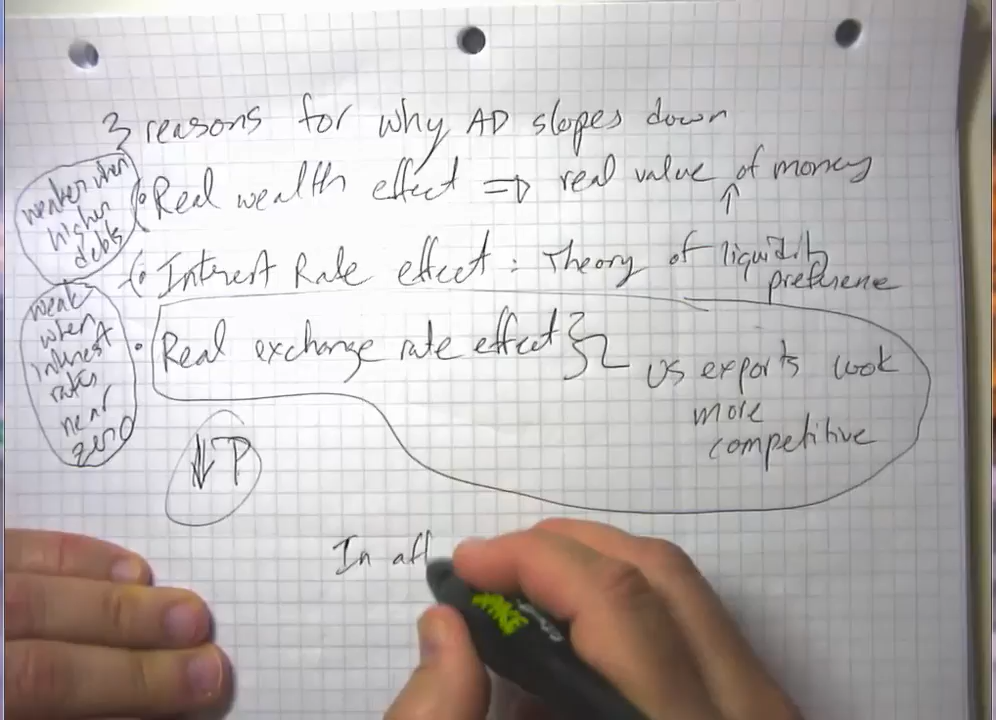 3 reasons for why AD slopes down
weaker when
higher
debts
• Real wealth effect ⇒ real value of money
↑
• Interest Rate effect : Theory of liquidity
preference
weak
when
interest
rates
near
zero
• Real exchange rate effect } US exports look
more
competitive
↓P
In aff